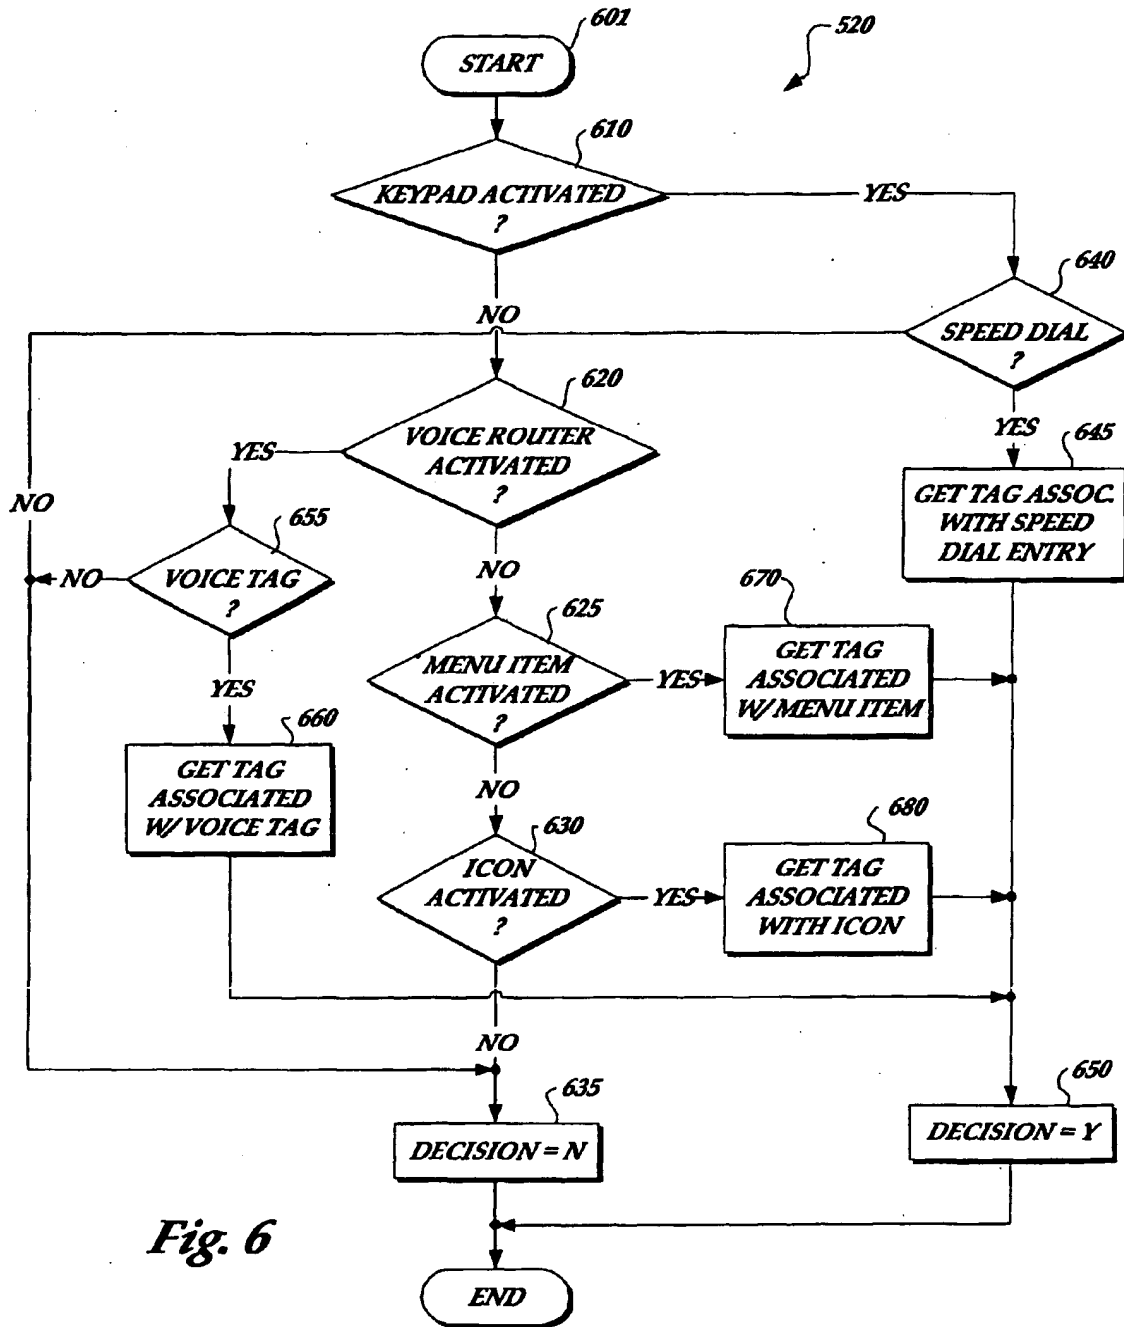 601
520
START
610
KEYPAD ACTIVATED
?
YES
640
NO
SPEED DIAL
?
620
VOICE ROUTER
ACTIVATED
?
YES
YES
645
NO
GET TAG ASSOC.
WITH SPEED
DIAL ENTRY
655
NO
VOICE TAG
?
NO
670
625
MENU ITEM
ACTIVATED
?
YES
GET TAG
ASSOCIATED
W/ MENU ITEM
YES
660
GET TAG
ASSOCIATED
W/ VOICE TAG
NO
630
680
ICON
ACTIVATED
?
YES
GET TAG
ASSOCIATED
WITH ICON
NO
635
650
DECISION = N
DECISION = Y
Fig. 6
END